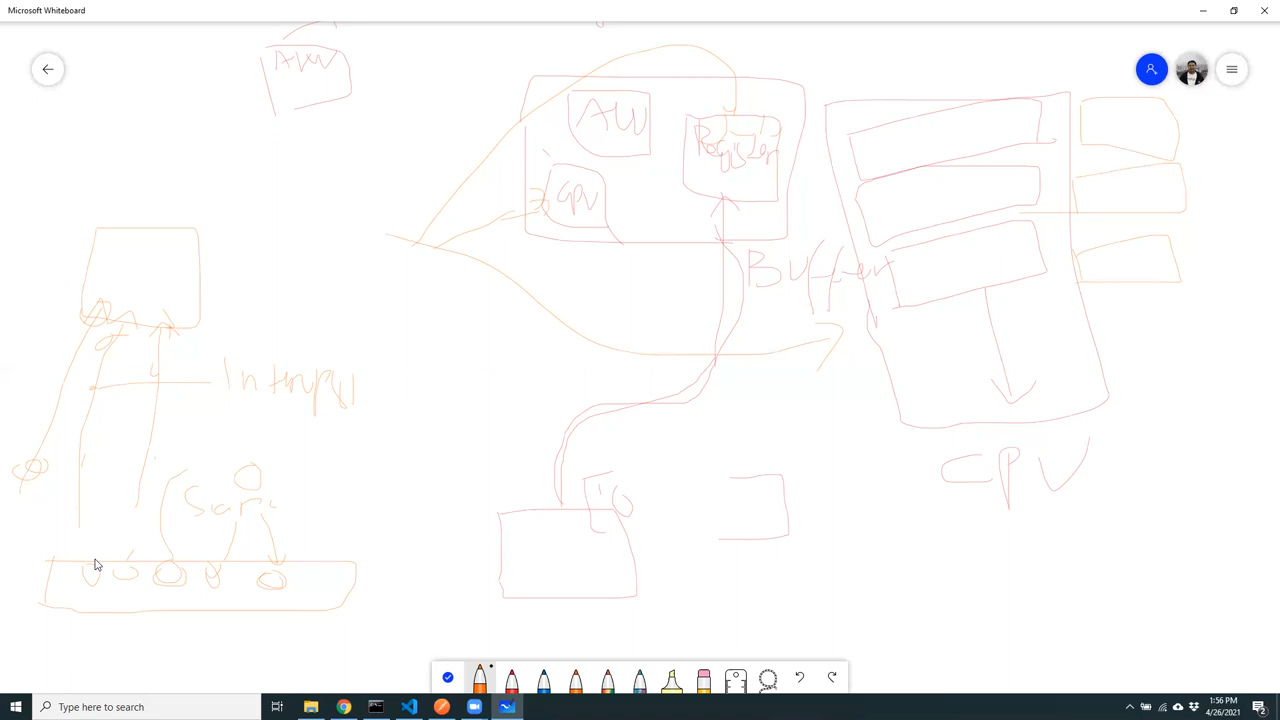 Microsoft Whiteboard
ALU
ALU
Register
CPU
Buffer
Interrupt
I/O
CPU
Type here to search
1:56 PM
4/26/2021
2